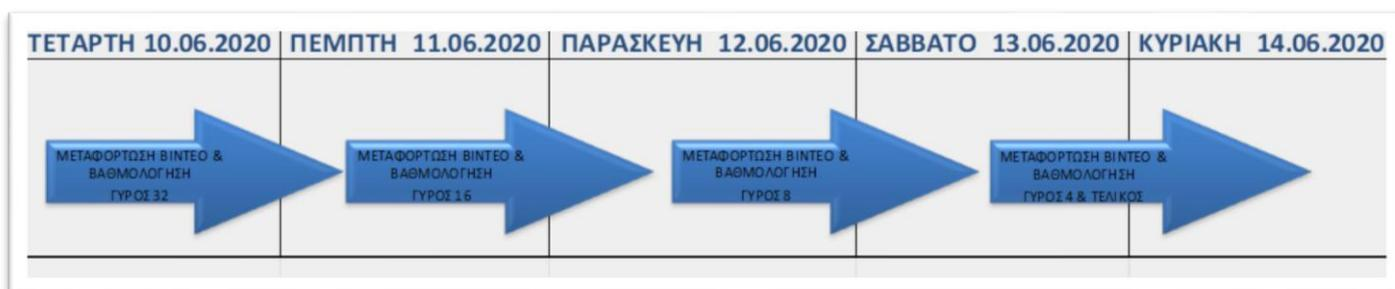 ΤΕΤΑΡΤΗ 10.06.2020 ΠΕΜΠΤΗ 11.06.2020 ΠΑΡΑΣΚΕΥΗ 12.06.2020 ΣΑΒΒΑΤΟ 13.06.2020 ΚΥΡΙΑΚΗ 14.06.2020
ΜΕΤΑΦΟΡΤΩΣΗ ΒΙΝΤΕΟ &
ΒΑΘΜΟΛΟΓΗΣΗ
ΓΥΡΟΣ 32
ΜΕΤΑΦΟΡΤΩΣΗ ΒΙΝΤΕΟ &
ΒΑΘΜΟΛΟΓΗΣΗ
ΓΥΡΟΣ 16
ΜΕΤΑΦΟΡΤΩΣΗ ΒΙΝΤΕΟ &
ΒΑΘΜΟΛΟΓΗΣΗ
ΓΥΡΟΣ 8
ΜΕΤΑΦΟΡΤΩΣΗ ΒΙΝΤΕΟ &
ΒΑΘΜΟΛΟΓΗΣΗ
ΓΥΡΟΣ 4 & ΤΕΛΙΚΟΣ